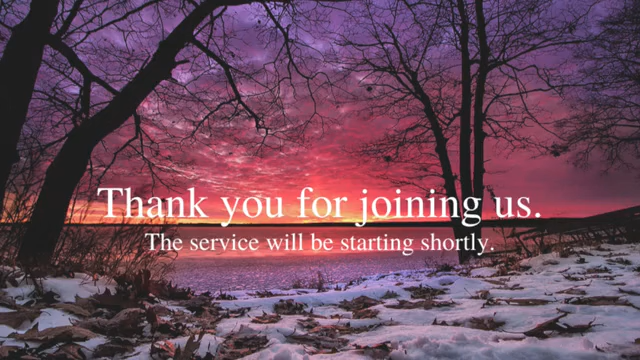 Thank you for joining us.
The service will be starting shortly.